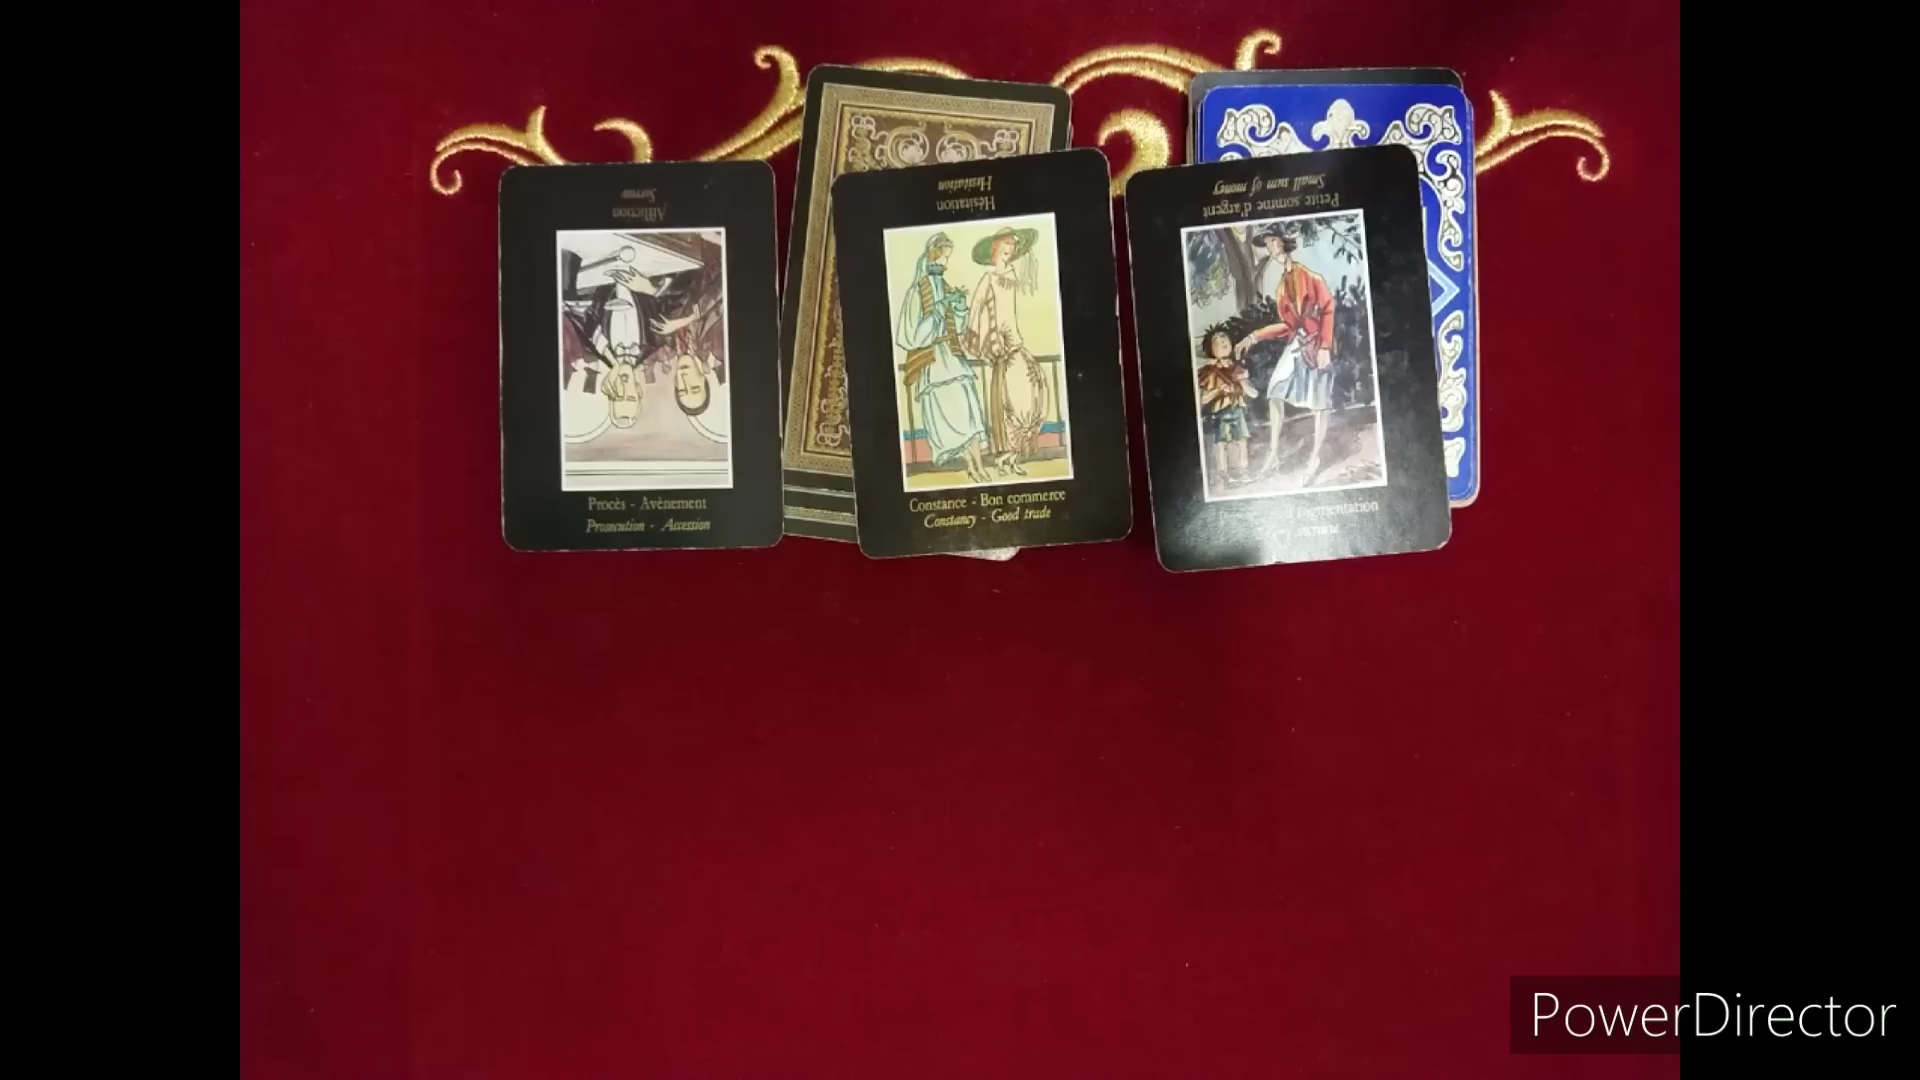 Sorrow
Affliction
Procès - Avènement
Prosecution - Accession
Hesitation
Hésitation
Constance - Bon commerce
Constancy - Good trade
Small sum of money
Petite somme d'argent
PowerDirector